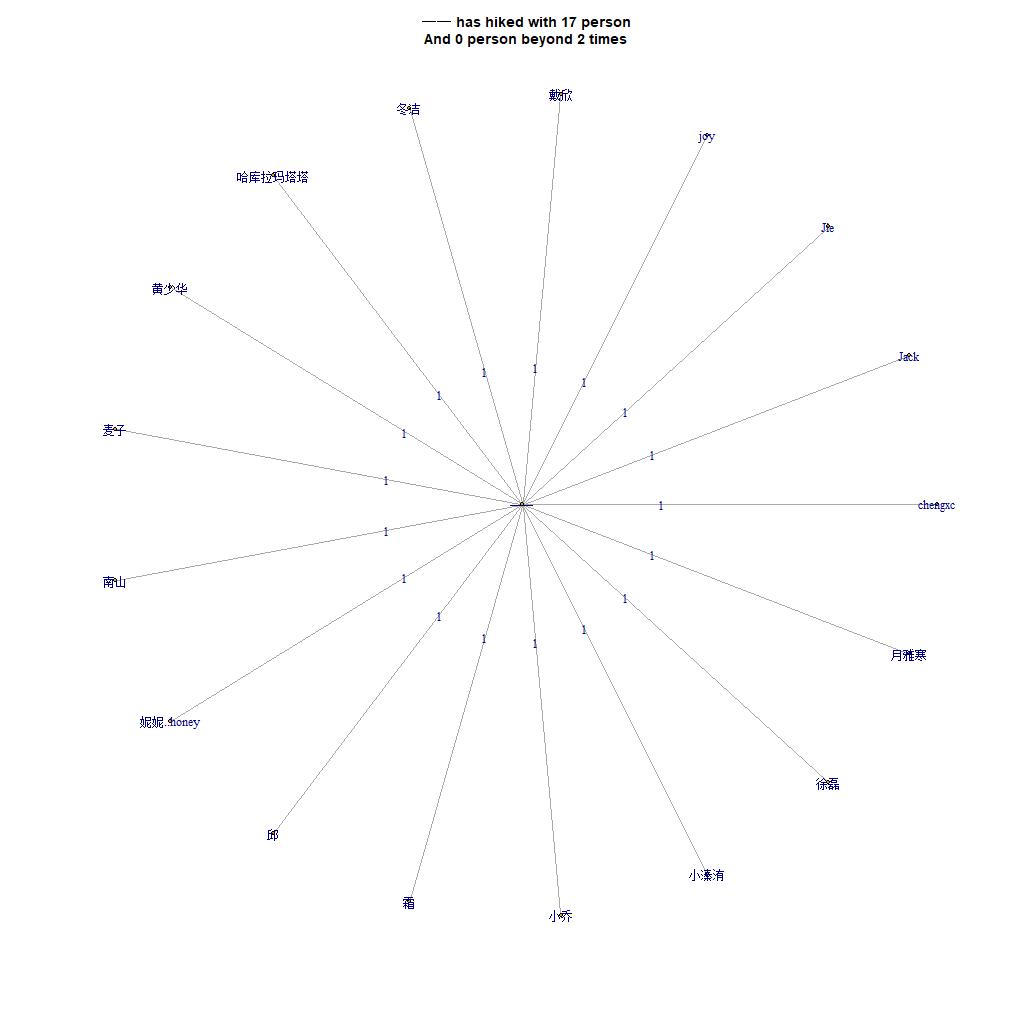 —— has hiked with 17 person
And 0 person beyond 2 times
戴欣
冬洁
joy
哈库拉玛塔塔
Jie
黄少华
Jack
1
1
1
1
1
1
麦子
1
1
1
——
chengxc
1
1
南山
1
1
1
1
1
1
月雅寒
妮妮..honey
徐磊
邱
小溱洧
霜
小乔